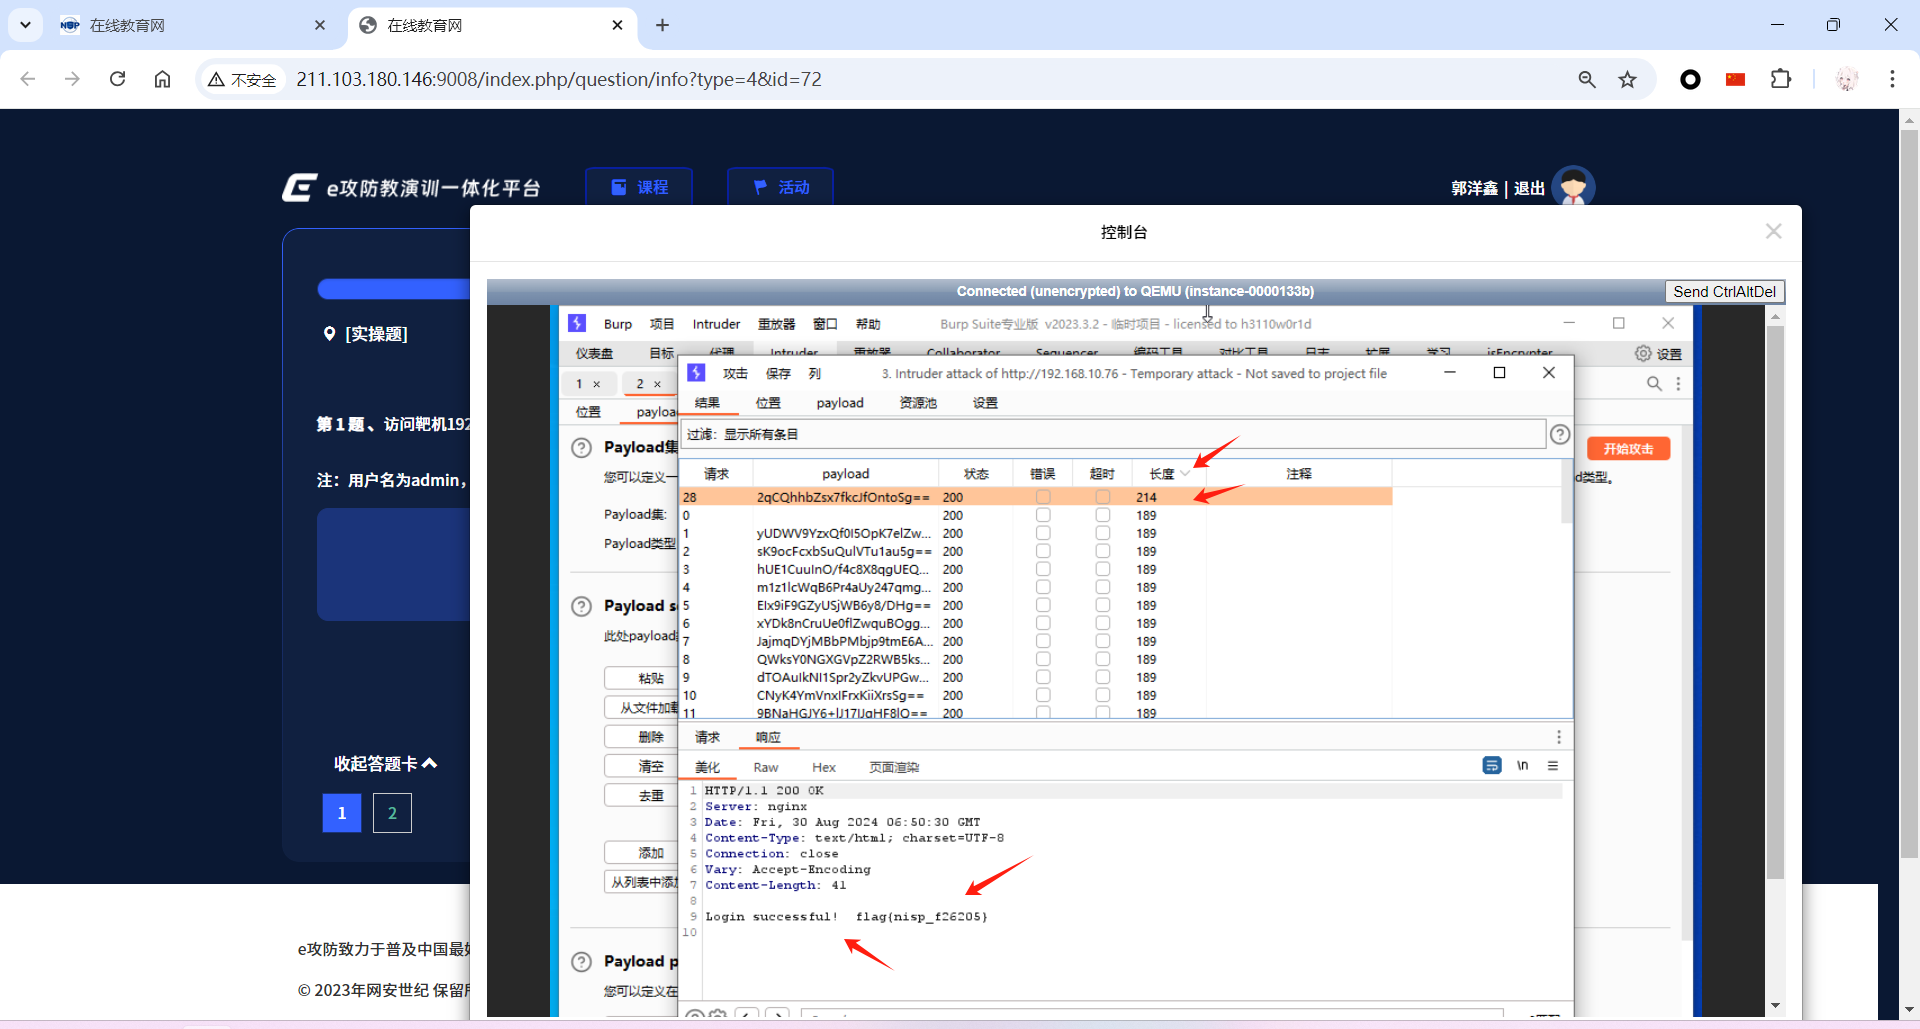 在线教育网
在线教育网
不安全
211.103.180.146:9008/index.php/question/info?type=4&id=72
e攻防教演训一体化平台
课程
活动
郭洋鑫 | 退出
控制台
[实操题]
第1题、访问靶机192
注：用户名为admin，
收起答题卡
1
2
e攻防致力于普及中国最
© 2023年网安世纪 保留
Connected (unencrypted) to QEMU (instance-0000133b)
Send CtrlAltDel
Burp 项目 Intruder 重放器 窗口 帮助
Burp Suite专业版 v2023.3.2 - 临时项目 - licensed to h3110w0r1d
仪表盘 目标 代理 Intruder 重放器 Collaborator Sequencer 编码工具 对比工具 日志 扩展 学习 jsEncrypter 设置
1 × 2 ×
位置 payloa
Payload集
您可以定义一
Payload集:
Payload类型
开始攻击
d类型。
Payload s
此处payload
粘贴
从文件加载
删除
清空
去重
添加
从列表中添加
Payload p
您可以定义在
攻击 保存 列
3. Intruder attack of http://192.168.10.76 - Temporary attack - Not saved to project file
结果 位置 payload 资源池 设置
过滤：显示所有条目
请求 payload 状态 错误 超时 长度 注释
28 2qCQhhbZsx7fkcJfOntoSg== 200 214
0 200 189
1 yUDWV9YzxQf0I5OpK7elZw... 200 189
2 sK9ocFcxbSuQulVTu1au5g== 200 189
3 hUE1CuuInO/f4c8X8qgUEQ... 200 189
4 m1z1lcWqB6Pr4aUy247qmg... 200 189
5 EIx9iF9GZyUSjWB6y8/DHg== 200 189
6 xYDk8nCruUe0flZwquBOgg... 200 189
7 JajmqDYjMBbPMbjp9tmE6A... 200 189
8 QWksY0NGXGVpZ2RWB5ks... 200 189
9 dTOAulkNI1Spr2yZkvUPGw... 200 189
10 CNyK4YmVnxIFrxKiiXrsSg== 200 189
11 9BNaHGJY6+lJ17lJqHF8lQ== 200 189
请求 响应
美化 Raw Hex 页面渲染
\n
1 HTTP/1.1 200 OK
2 Server: nginx
3 Date: Fri, 30 Aug 2024 06:50:30 GMT
4 Content-Type: text/html; charset=UTF-8
5 Connection: close
6 Vary: Accept-Encoding
7 Content-Length: 41
8
9 Login successful! flag{nisp_f26205}
10